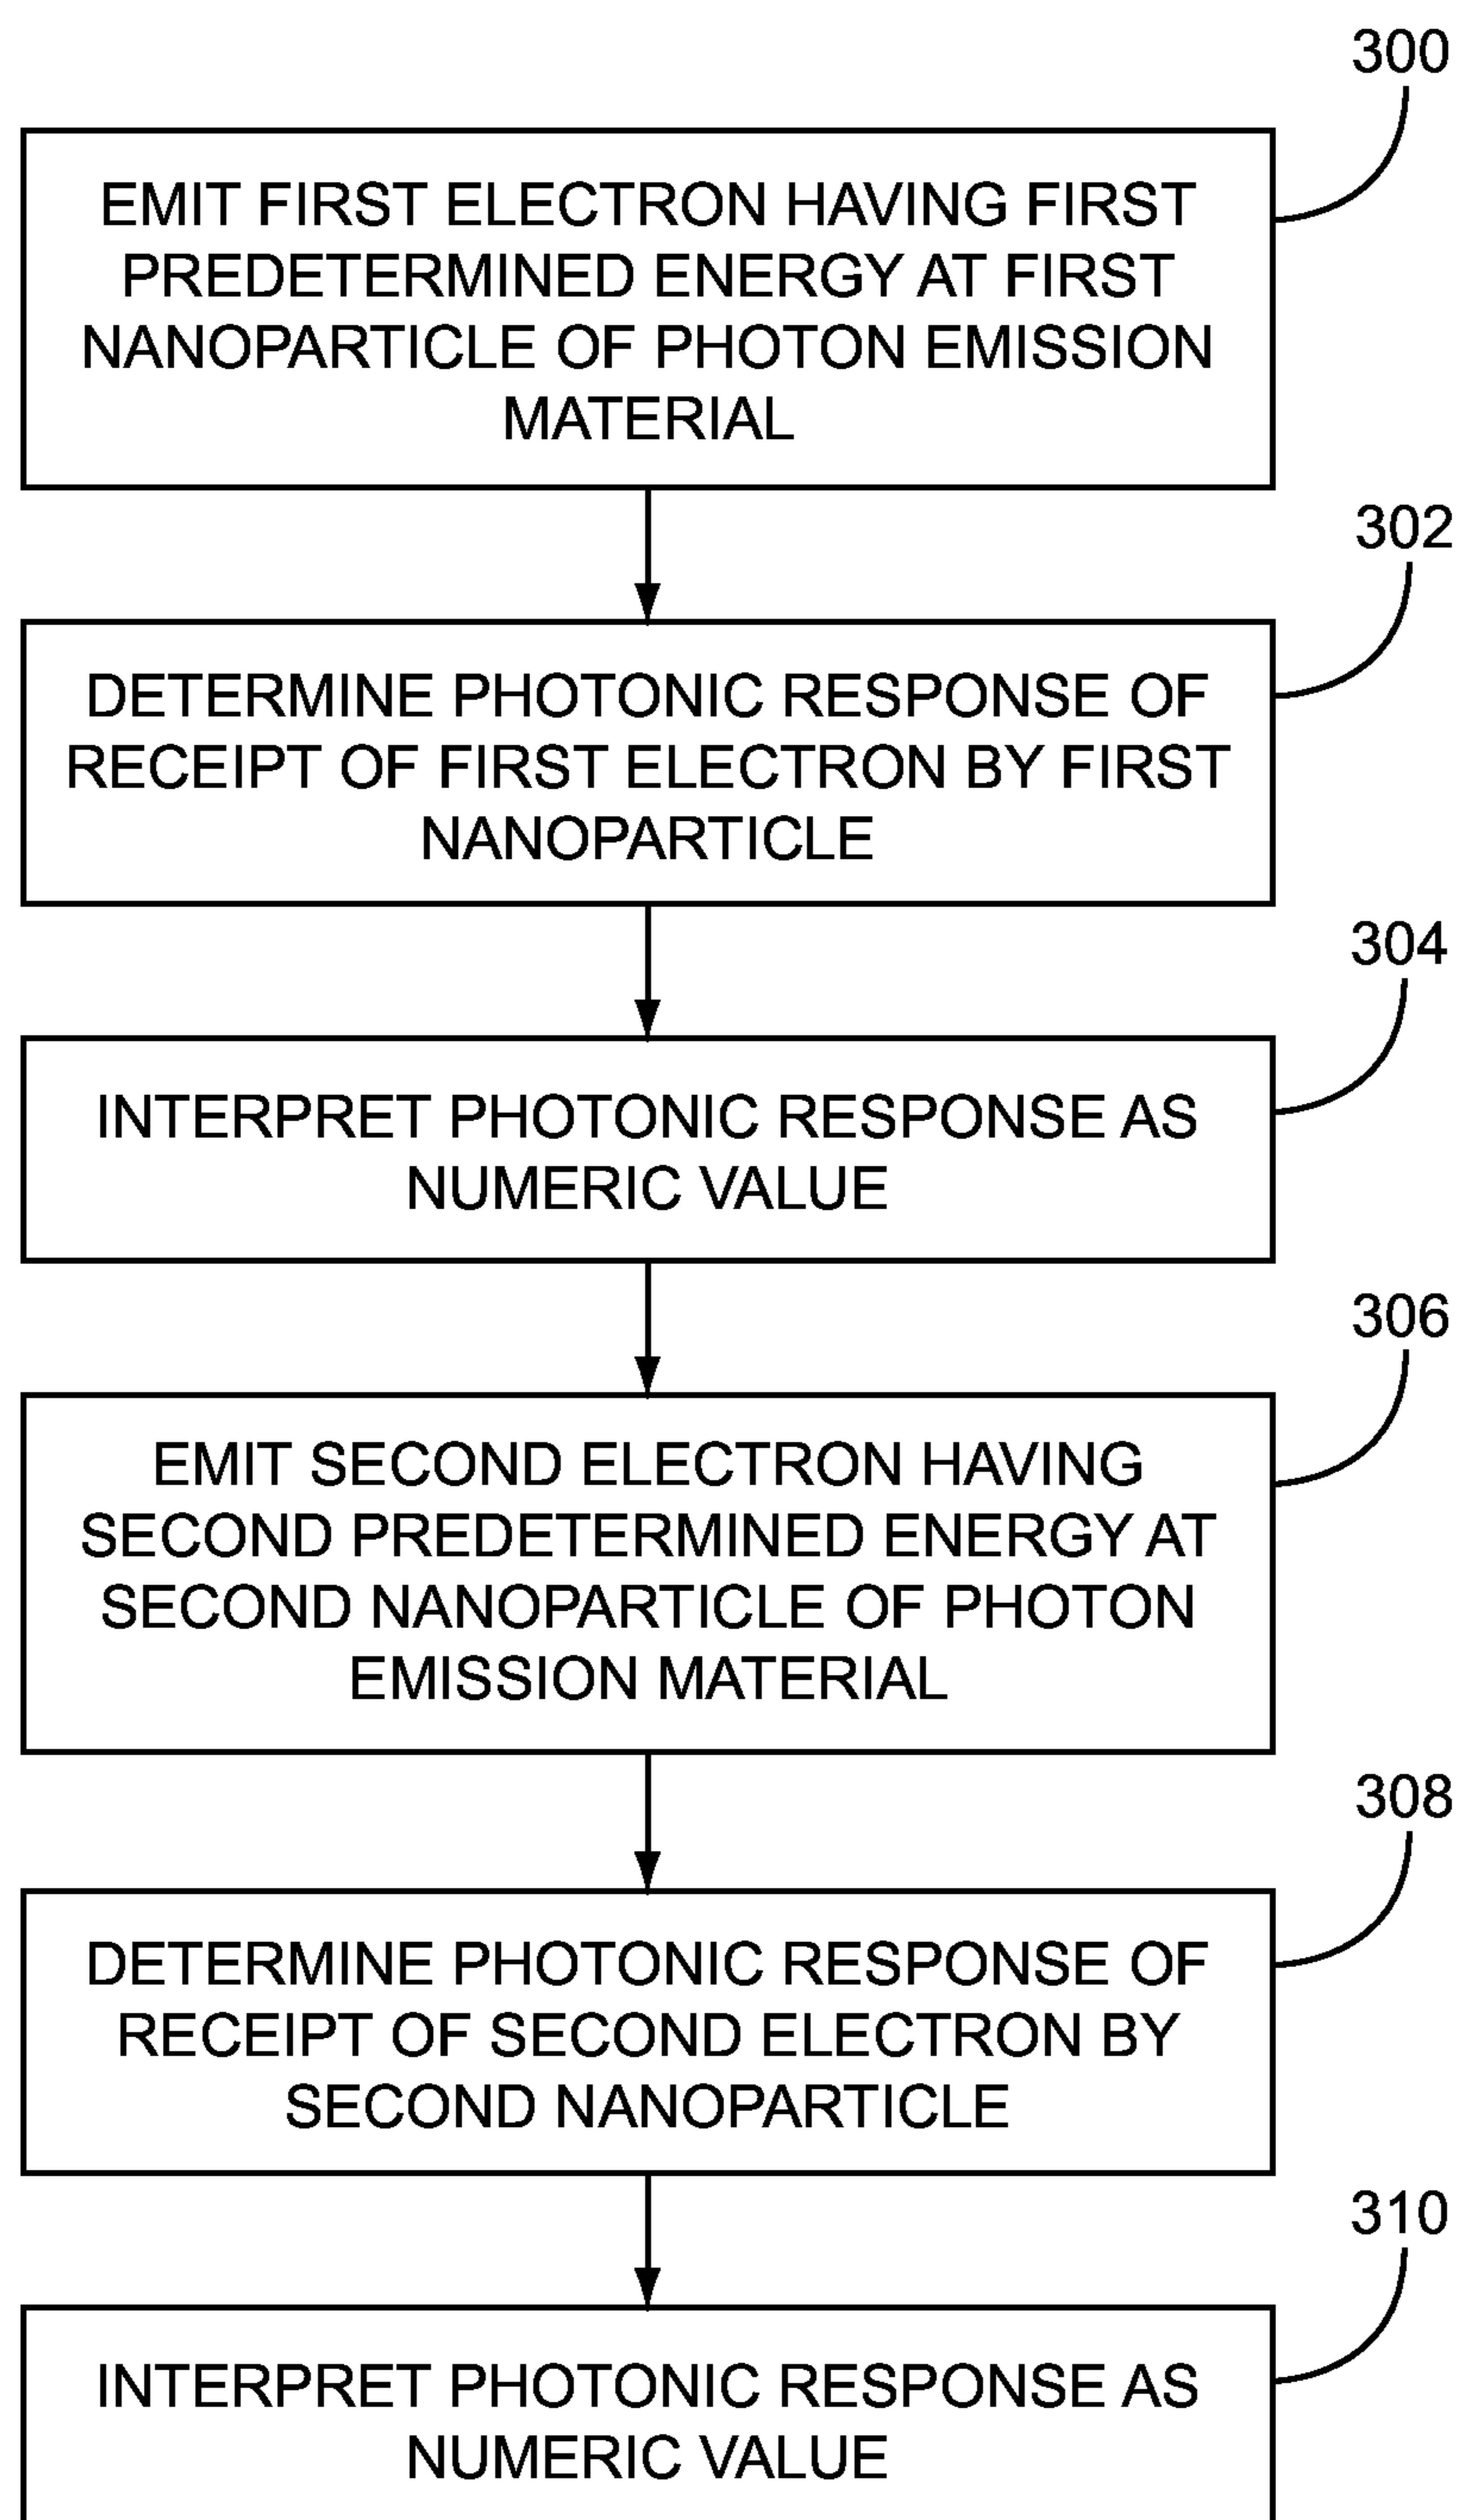 300
EMIT FIRST ELECTRON HAVING FIRST
PREDETERMINED ENERGY AT FIRST
NANOPARTICLE OF PHOTON EMISSION
MATERIAL
302
DETERMINE PHOTONIC RESPONSE OF
RECEIPT OF FIRST ELECTRON BY FIRST
NANOPARTICLE
304
INTERPRET PHOTONIC RESPONSE AS
NUMERIC VALUE
306
EMIT SECOND ELECTRON HAVING
SECOND PREDETERMINED ENERGY AT
SECOND NANOPARTICLE OF PHOTON
EMISSION MATERIAL
308
DETERMINE PHOTONIC RESPONSE OF
RECEIPT OF SECOND ELECTRON BY
SECOND NANOPARTICLE
310
INTERPRET PHOTONIC RESPONSE AS
NUMERIC VALUE